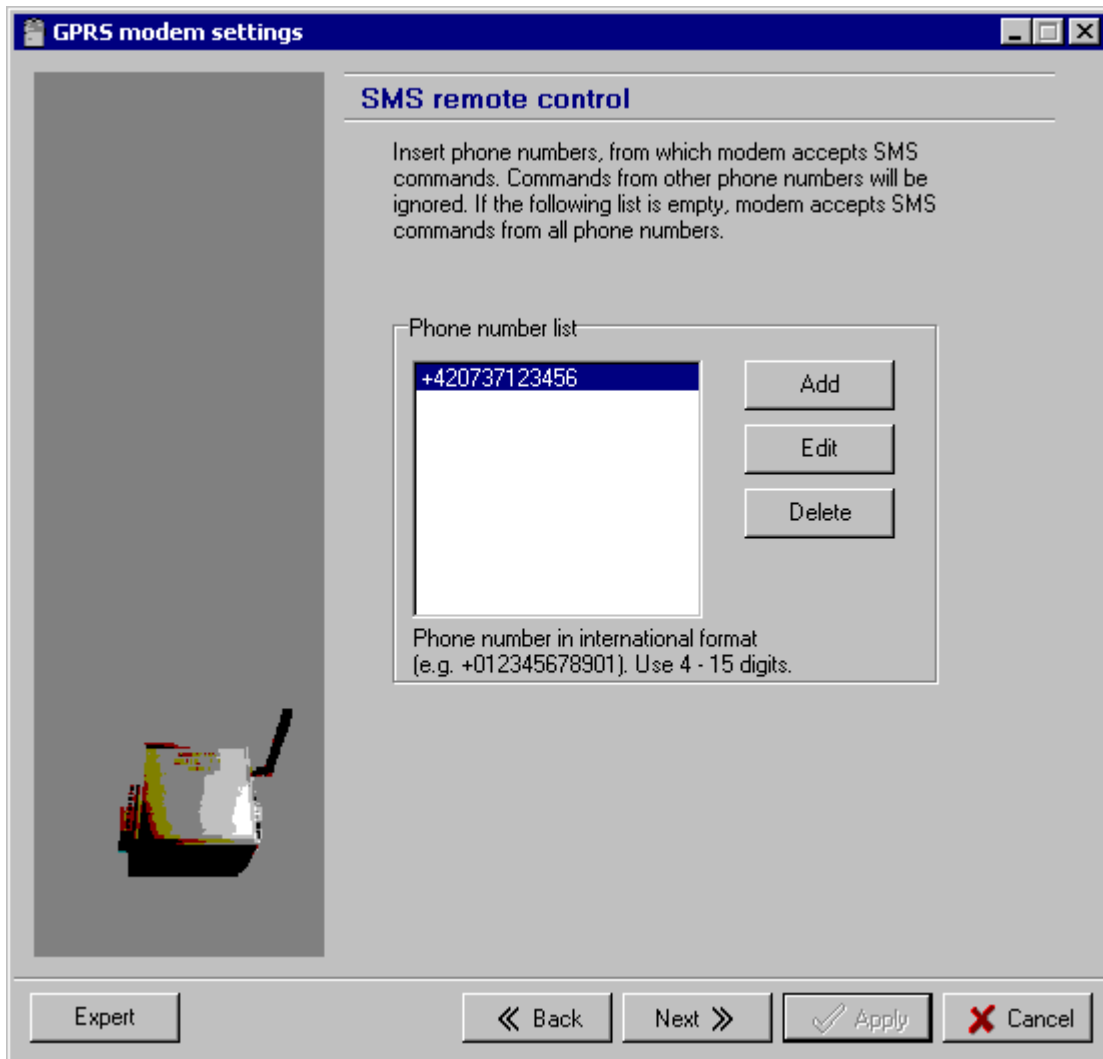 GPRS modem settings
SMS remote control
Insert phone numbers, from which modem accepts SMS
commands. Commands from other phone numbers will be
ignored. If the following list is empty, modem accepts SMS
commands from all phone numbers.
Phone number list
+420737123456
Add
Edit
Delete
Phone number in international format
(e.g. +012345678901). Use 4 - 15 digits.
Expert
Back
Next
Apply
Cancel